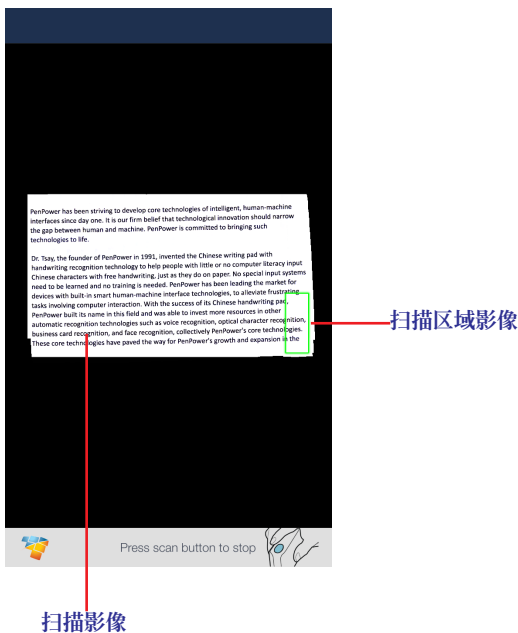 PenPower has been striving to develop core technologies of intelligent, human-machine
interfaces since day one. It is our firm belief that technological innovation should narrow
the gap between human and machine. PenPower is committed to bringing such
technologies to life.
Dr. Tsay, the founder of PenPower in 1991, invented the Chinese writing pad with
handwriting recognition technology to help people with little or no computer literacy input
Chinese characters with free handwriting, just as they do on paper. No special input systems
need to be learned and no training is needed. PenPower has been leading the market for
devices with built-in smart human-machine interface technologies, to alleviate frustrating
tasks involving computer interaction. With the success of its Chinese handwriting pad,
PenPower built its name in this field and was able to invest more resources in other
automatic recognition technologies such as voice recognition, optical character recognition,
business card recognition, and face recognition, collectively PenPower's core technologies.
These core technologies have paved the way for PenPower's growth and expansion in the
扫描区域影像
Press scan button to stop
扫描影像